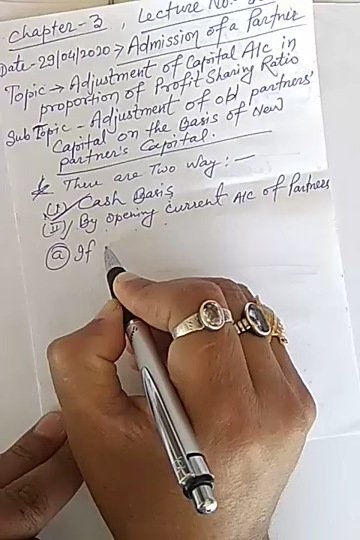 Chapter-3, Lecture No.
Date-29/04/2020 → Admission of a Partner
Topic → Adjustment of Capital A/c in
proportion of Profit Sharing Ratio
Sub Topic - Adjustment of old partners'
Capital on the Basis of New
partner's Capital.
There are Two Way:—
(I) Cash Basis
(II) By opening current A/c of Partners
(a) If